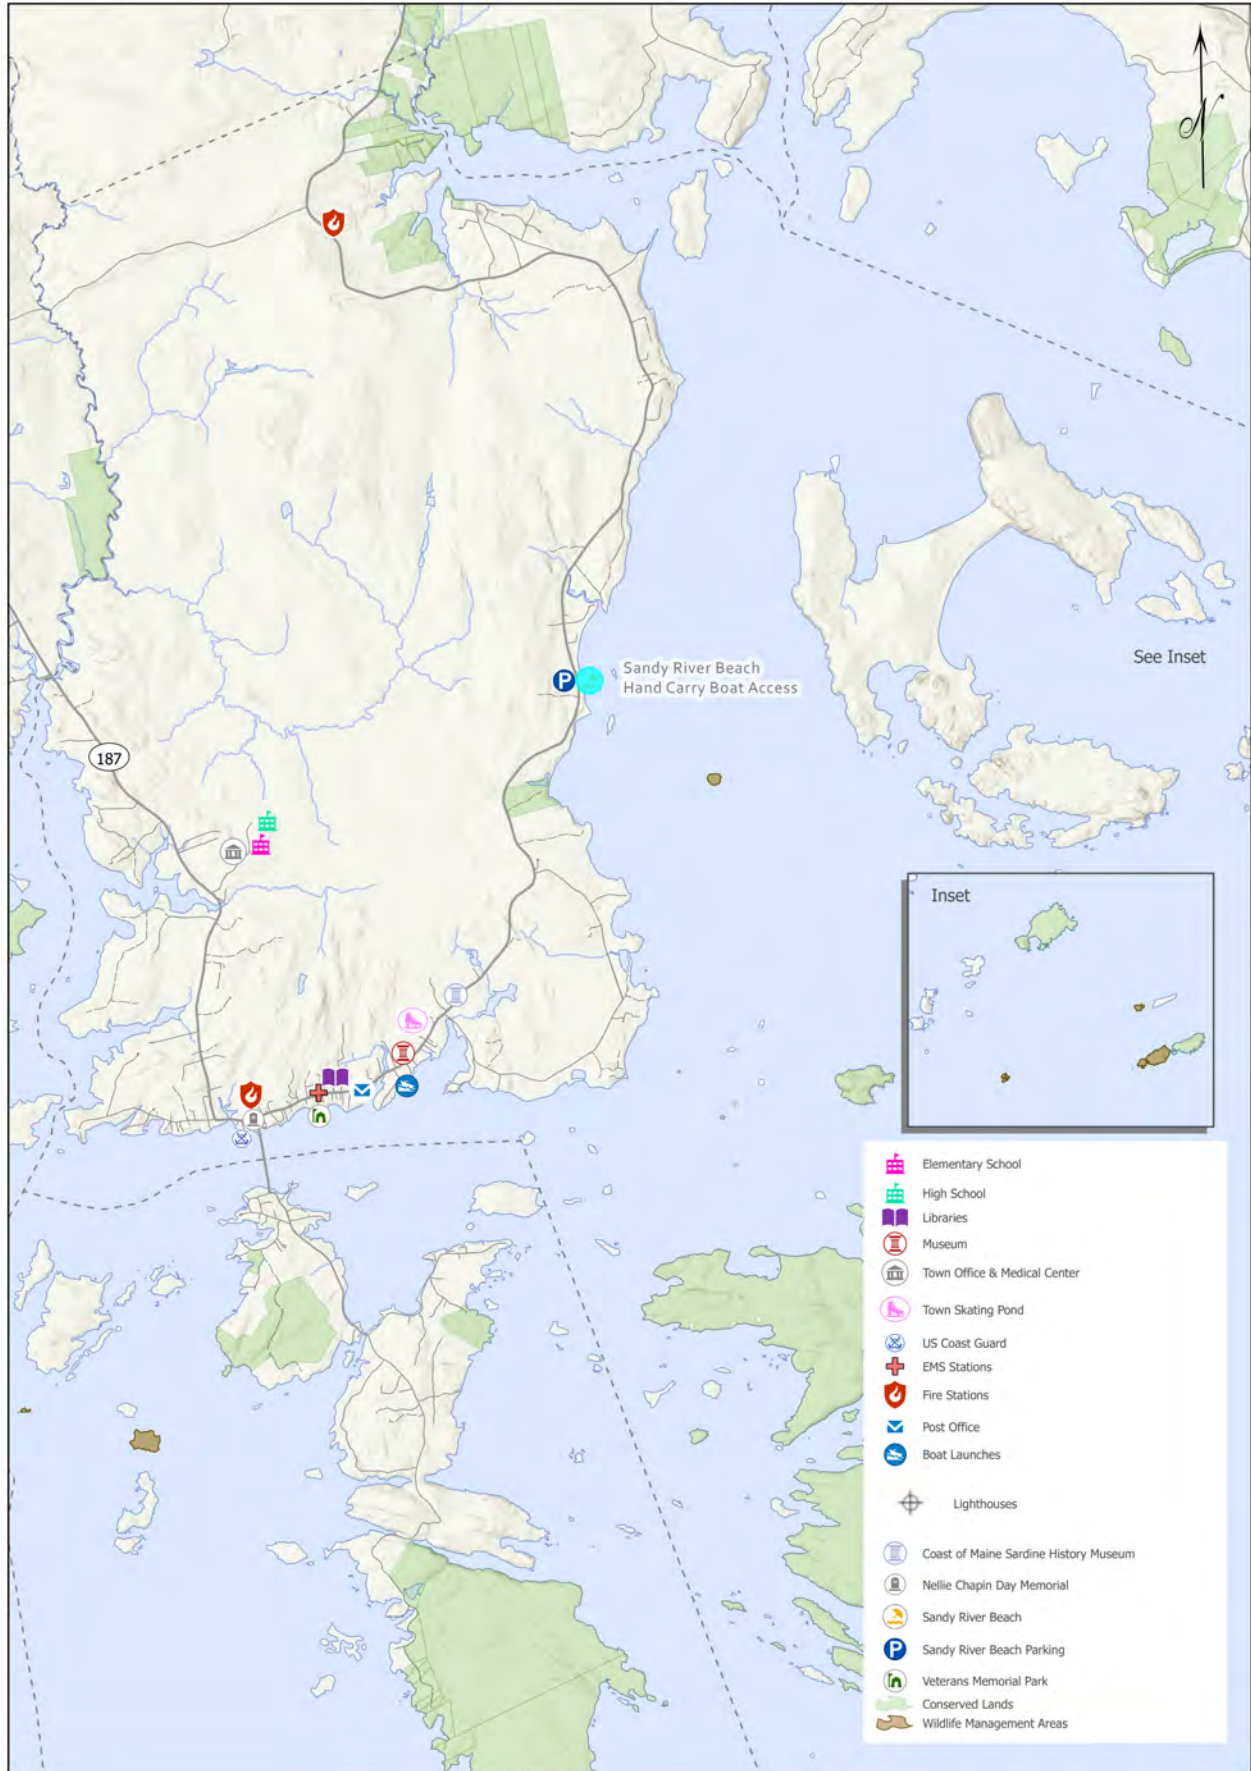 N
Sandy River Beach
Hand Carry Boat Access
See Inset
P
187
Inset
Elementary School
High School
Libraries
Museum
Town Office & Medical Center
Town Skating Pond
US Coast Guard
EMS Stations
Fire Stations
Post Office
Boat Launches
Lighthouses
Coast of Maine Sardine History Museum
Nellie Chapin Day Memorial
Sandy River Beach
P
Sandy River Beach Parking
Veterans Memorial Park
Conserved Lands
Wildlife Management Areas